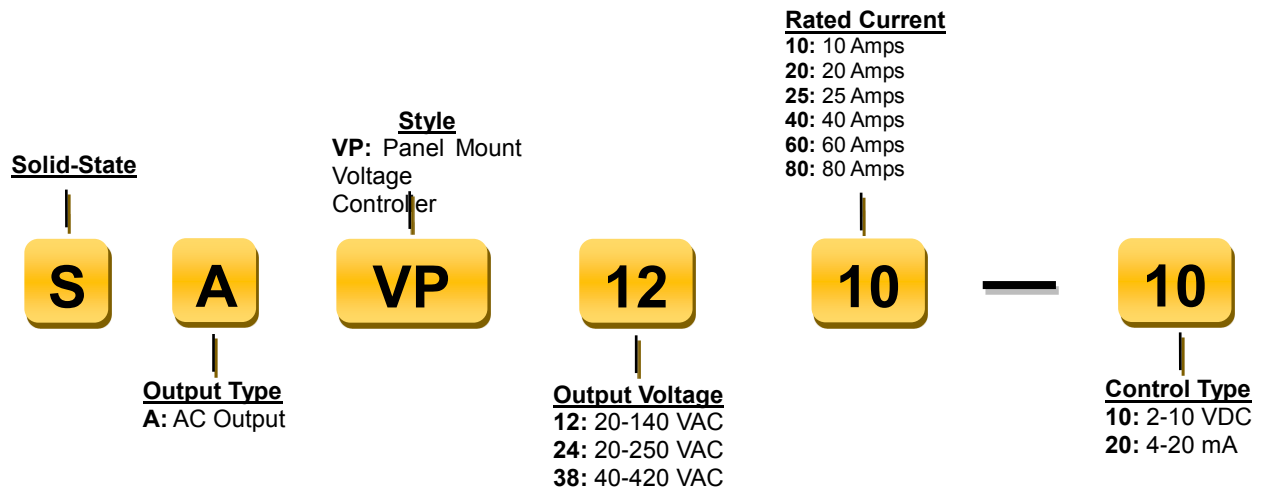 Rated Current
10: 10 Amps
20: 20 Amps
25: 25 Amps
40: 40 Amps
60: 60 Amps
80: 80 Amps
Style
VP: Panel Mount
Voltage
Controller
Solid-State
S A VP 12 10 — 10
Output Type
A: AC Output
Output Voltage
12: 20-140 VAC
24: 20-250 VAC
38: 40-420 VAC
Control Type
10: 2-10 VDC
20: 4-20 mA